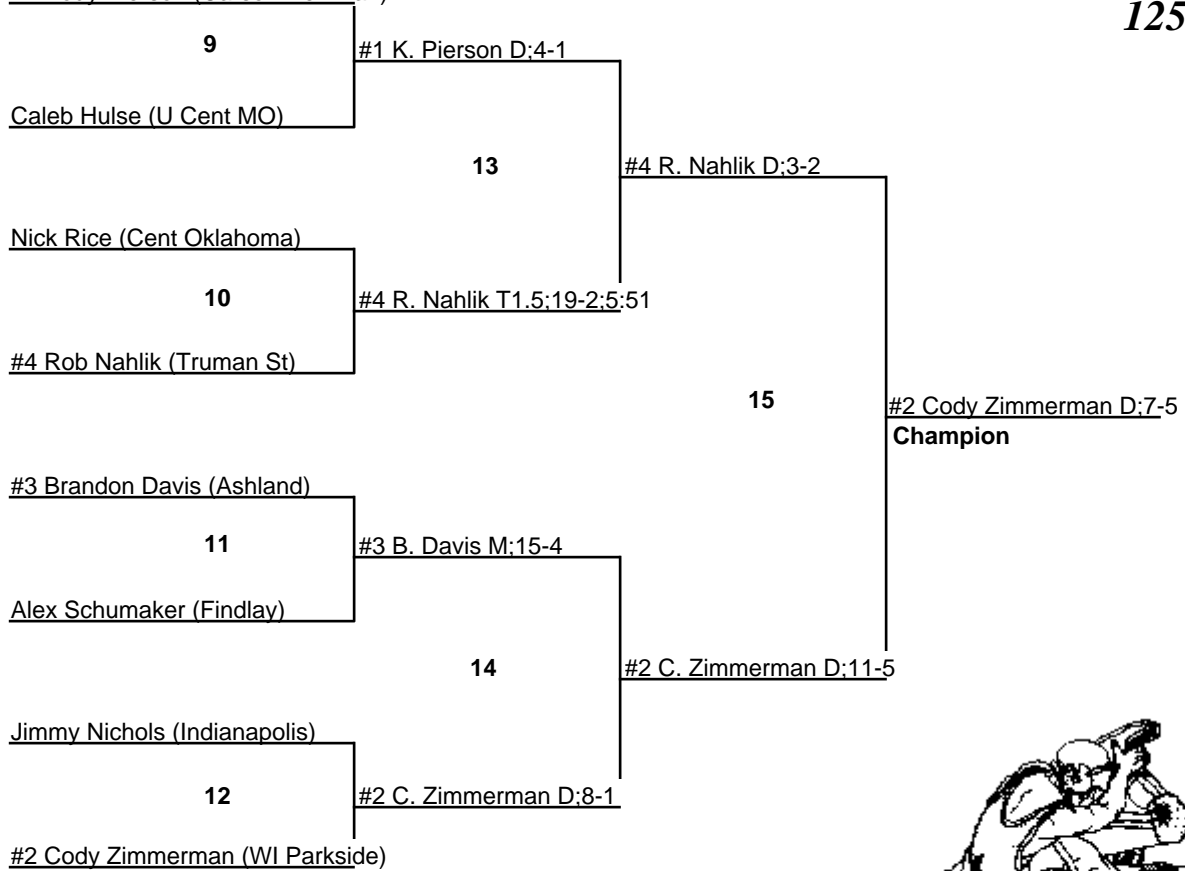 125
9
#1 K. Pierson D;4-1
Caleb Hulse (U Cent MO)
13
#4 R. Nahlik D;3-2
Nick Rice (Cent Oklahoma)
10
#4 R. Nahlik T1.5;19-2;5:51
#4 Rob Nahlik (Truman St)
15
#2 Cody Zimmerman D;7-5
Champion
#3 Brandon Davis (Ashland)
11
#3 B. Davis M;15-4
Alex Schumaker (Findlay)
14
#2 C. Zimmerman D;11-5
Jimmy Nichols (Indianapolis)
12
#2 C. Zimmerman D;8-1
#2 Cody Zimmerman (WI Parkside)